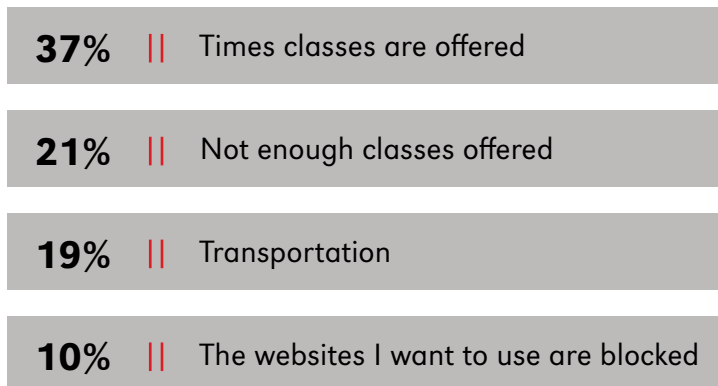 37% || Times classes are offered
21% || Not enough classes offered
19% || Transportation
10% || The websites I want to use are blocked